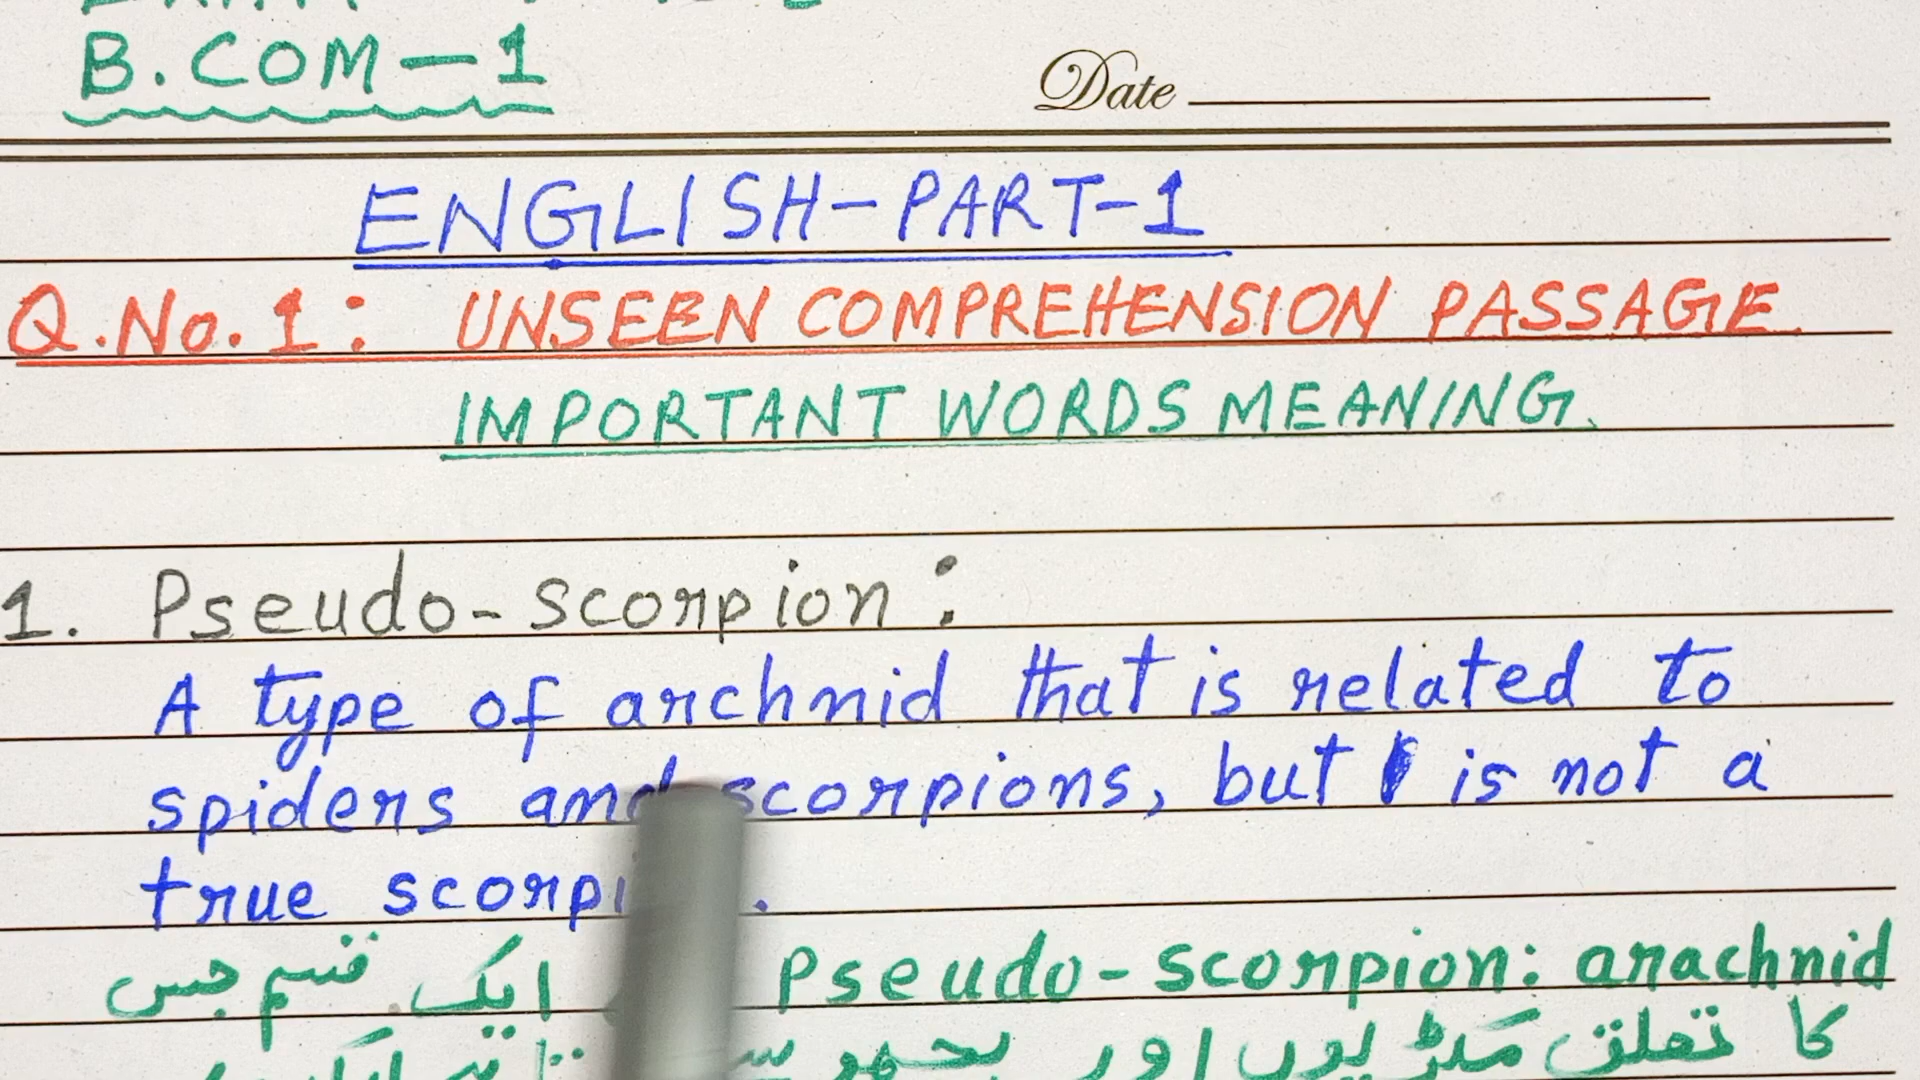 B.COM-1
Date
ENGLISH-PART-1
Q.No.1: UNSEEN COMPREHENSION PASSAGE
IMPORTANT WORDS MEANING.
1. Pseudo-scorpion:
A type of archnid that is related to
spiders and scorpions, but is not a
true scorpi .
Pseudo-scorpion: arachnid ایک قسم جس
کا تعلق مکڑیوں اور بچھو